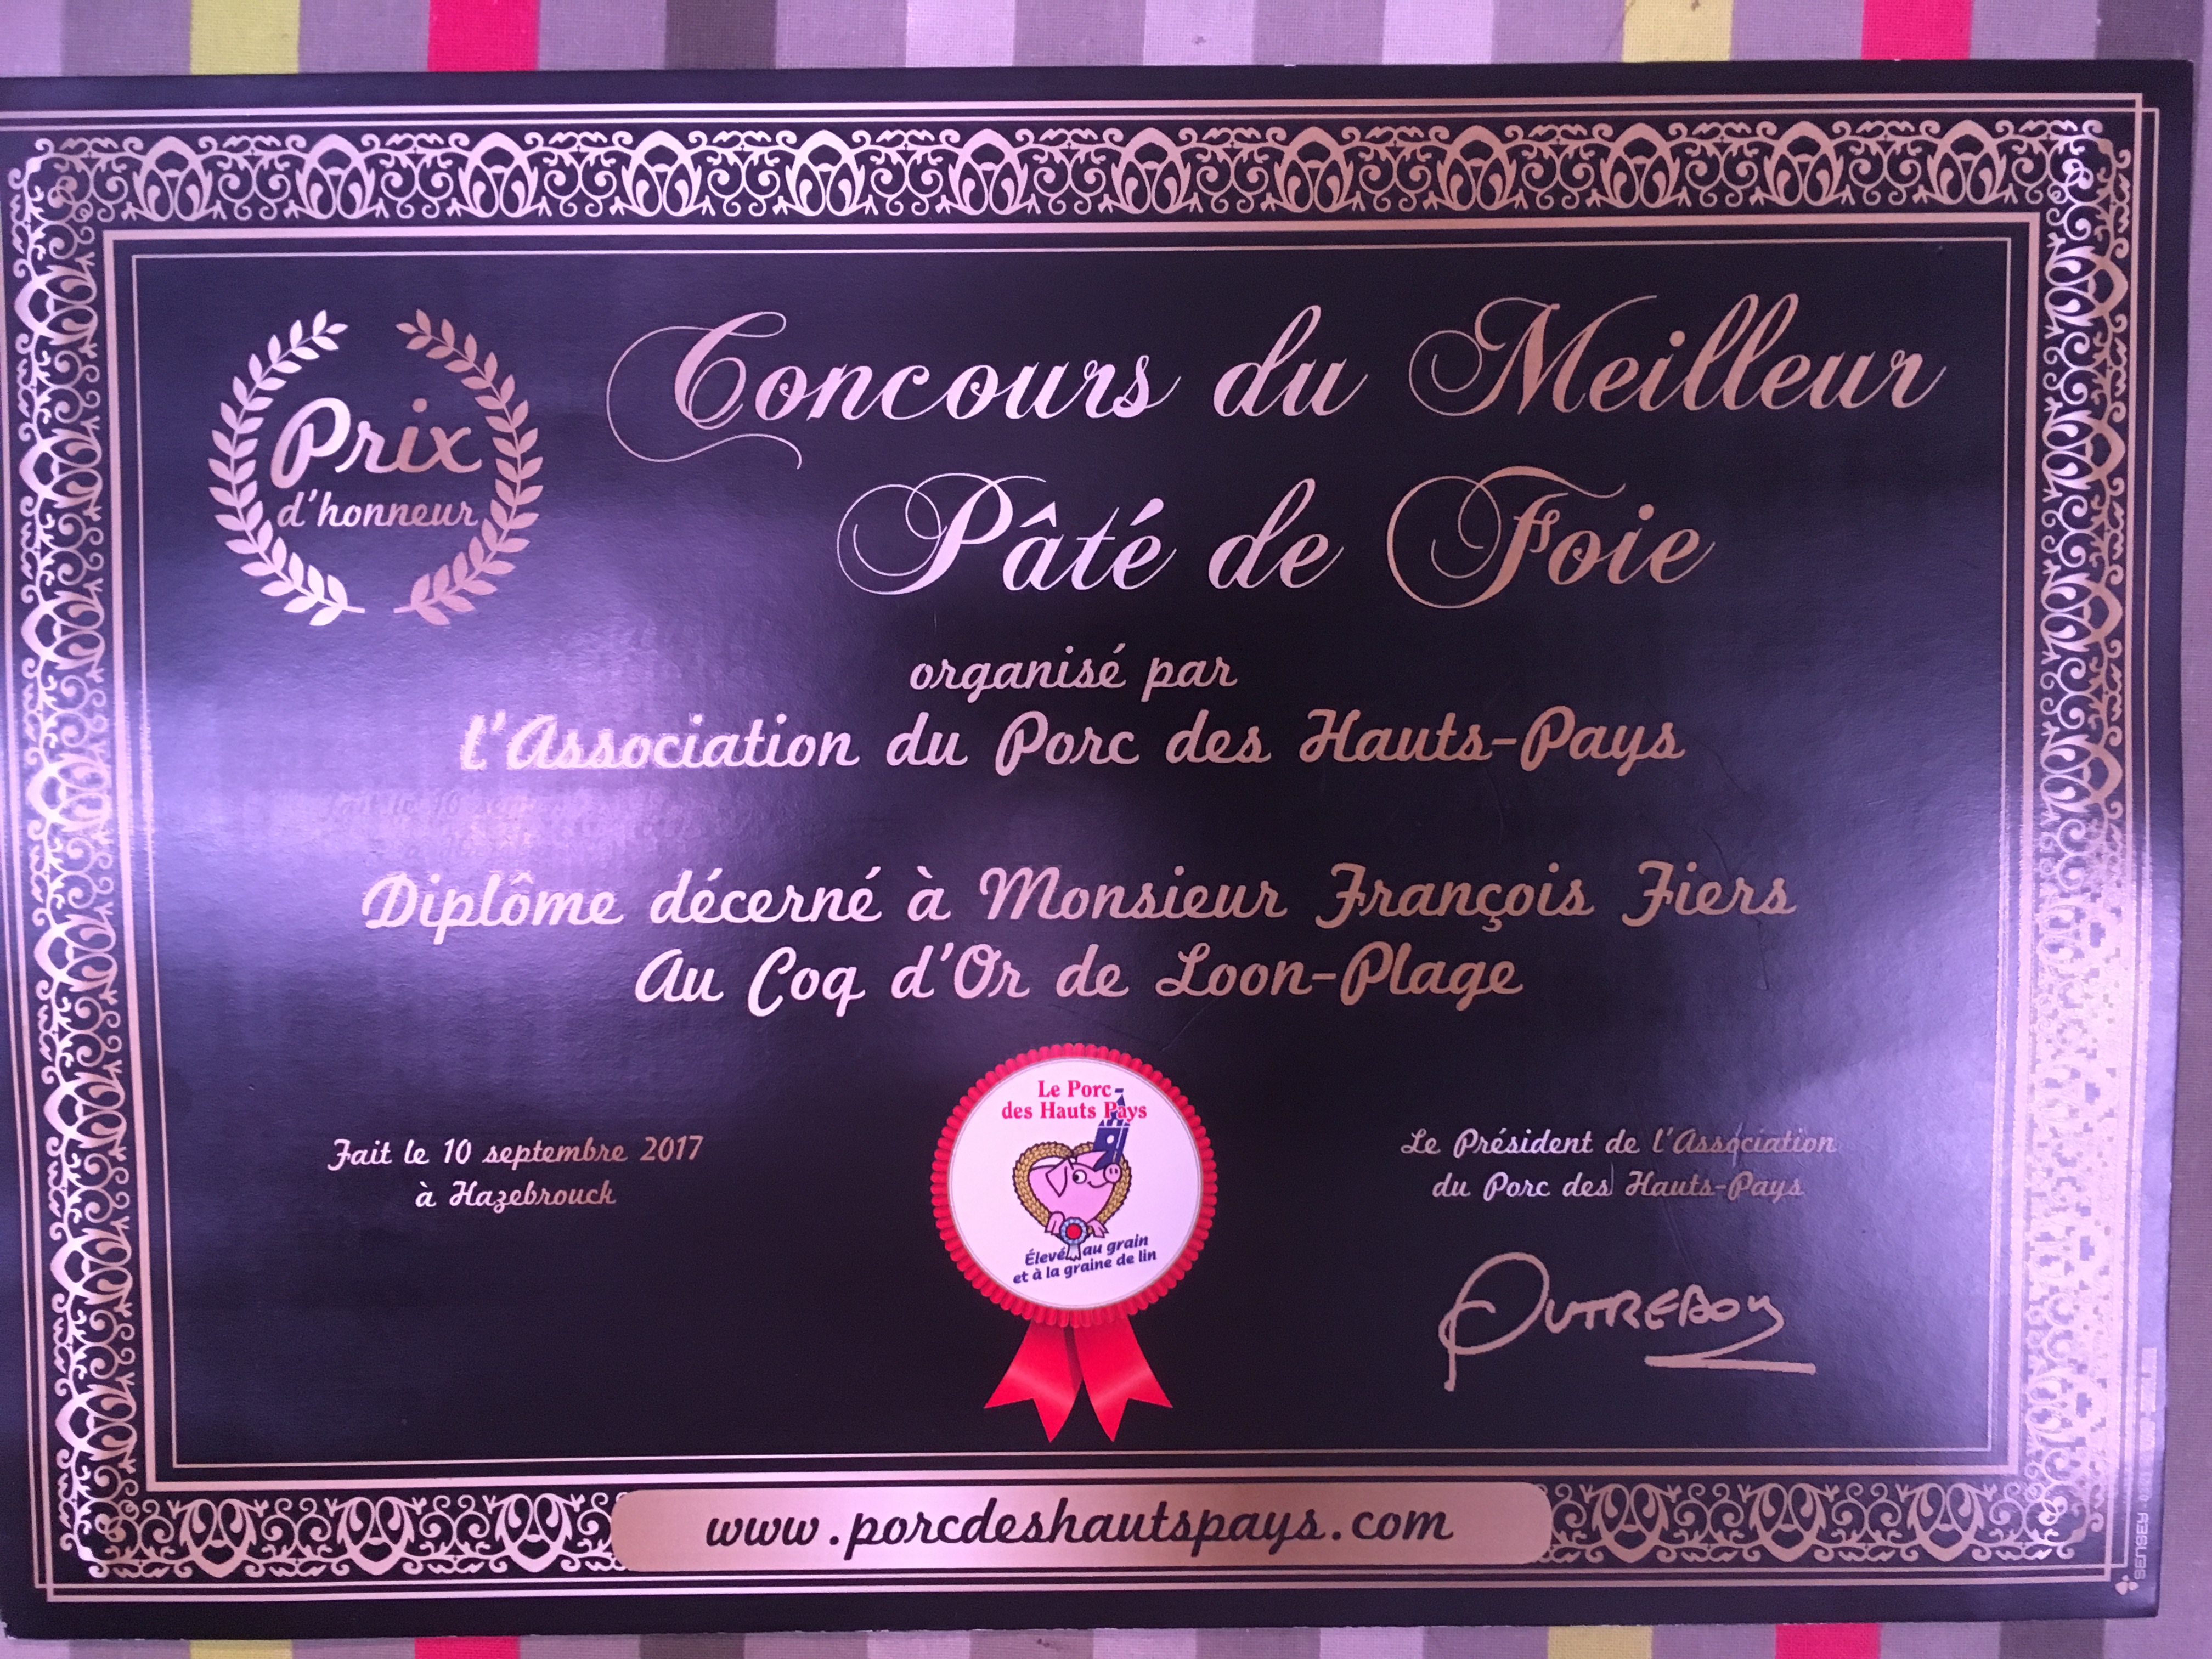 Prix
d'honneur
Concours du Meilleur
Pâté de Foie
organisé par
l'Association du Porc des Hauts-Pays
Diplôme décerné à Monsieur François Fiers
Au Coq d'Or de Loon-Plage
Fait le 10 septembre 2017
à Hazebrouck
Le Porc
des Hauts Pays
Élevé au grain
et à la graine de lin
Le Président de l'Association
du Porc des Hauts-Pays
www.porcdeshautspays.com